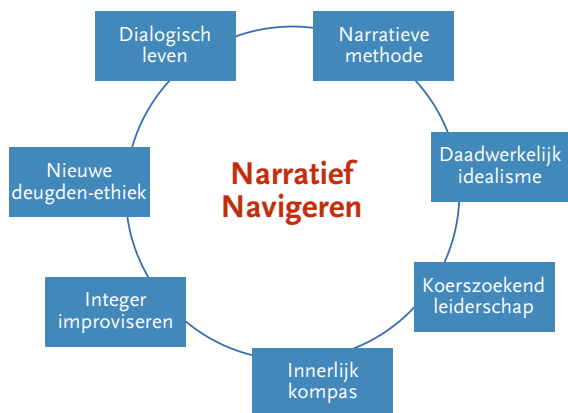 Dialogisch
leven
Narratieve
methode
Nieuwe
deugden-ethiek
Narratief
Navigeren
Daadwerkelijk
idealisme
Integer
improviseren
Koerszoekend
leiderschap
Innerlijk
kompas